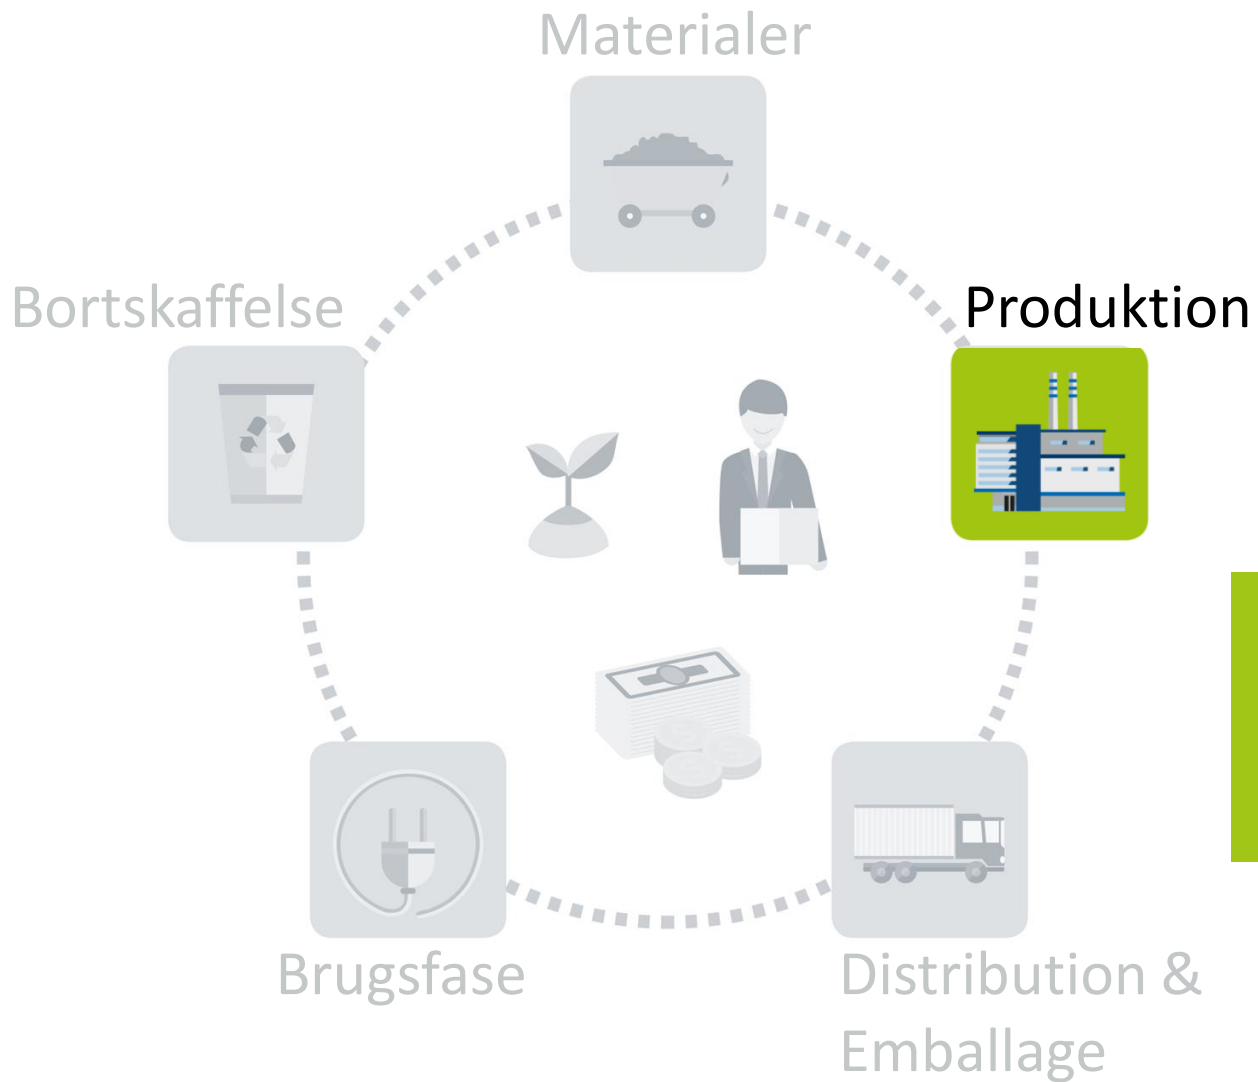 Materialer
Bortskaffelse
Produktion
Brugsfase
Distribution &
Emballage